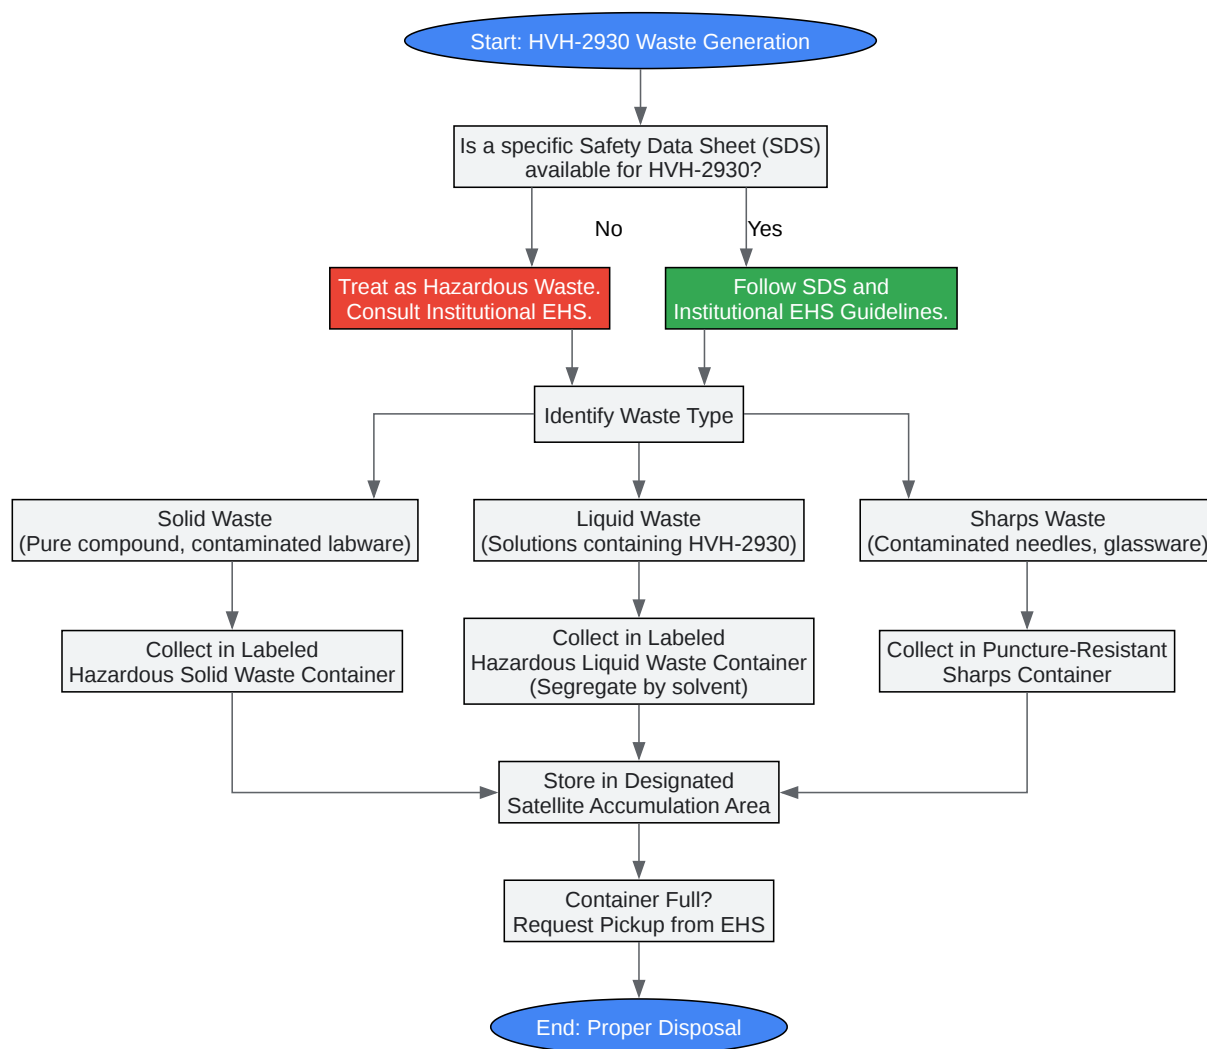 Start: HVH-2930 Waste Generation
Is a specific Safety Data Sheet (SDS)
available for HVH-2930?
No
Yes
Treat as Hazardous Waste.
Consult Institutional EHS.
Follow SDS and
Institutional EHS Guidelines.
Identify Waste Type
Solid Waste
(Pure compound, contaminated labware)
Liquid Waste
(Solutions containing HVH-2930)
Sharps Waste
(Contaminated needles, glassware)
Collect in Labeled
Hazardous Solid Waste Container
Collect in Labeled
Hazardous Liquid Waste Container
(Segregate by solvent)
Collect in Puncture-Resistant
Sharps Container
Store in Designated
Satellite Accumulation Area
Container Full?
Request Pickup from EHS
End: Proper Disposal